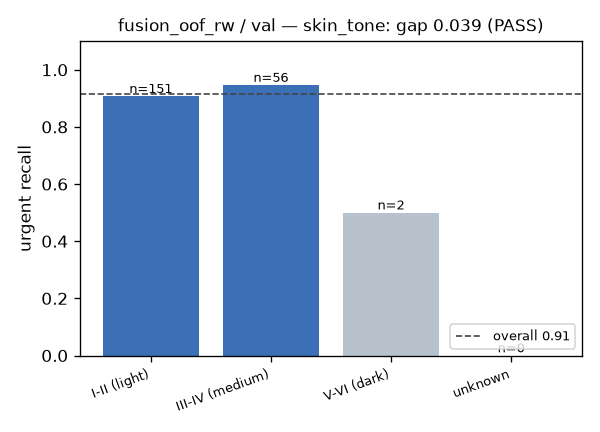 fusion_oof_rw / val — skin_tone: gap 0.039 (PASS)
urgent recall
1.0
0.8
0.6
0.4
0.2
0.0
n=151
n=56
n=2
n=0
overall 0.91
I-II (light)
III-IV (medium)
V-VI (dark)
unknown